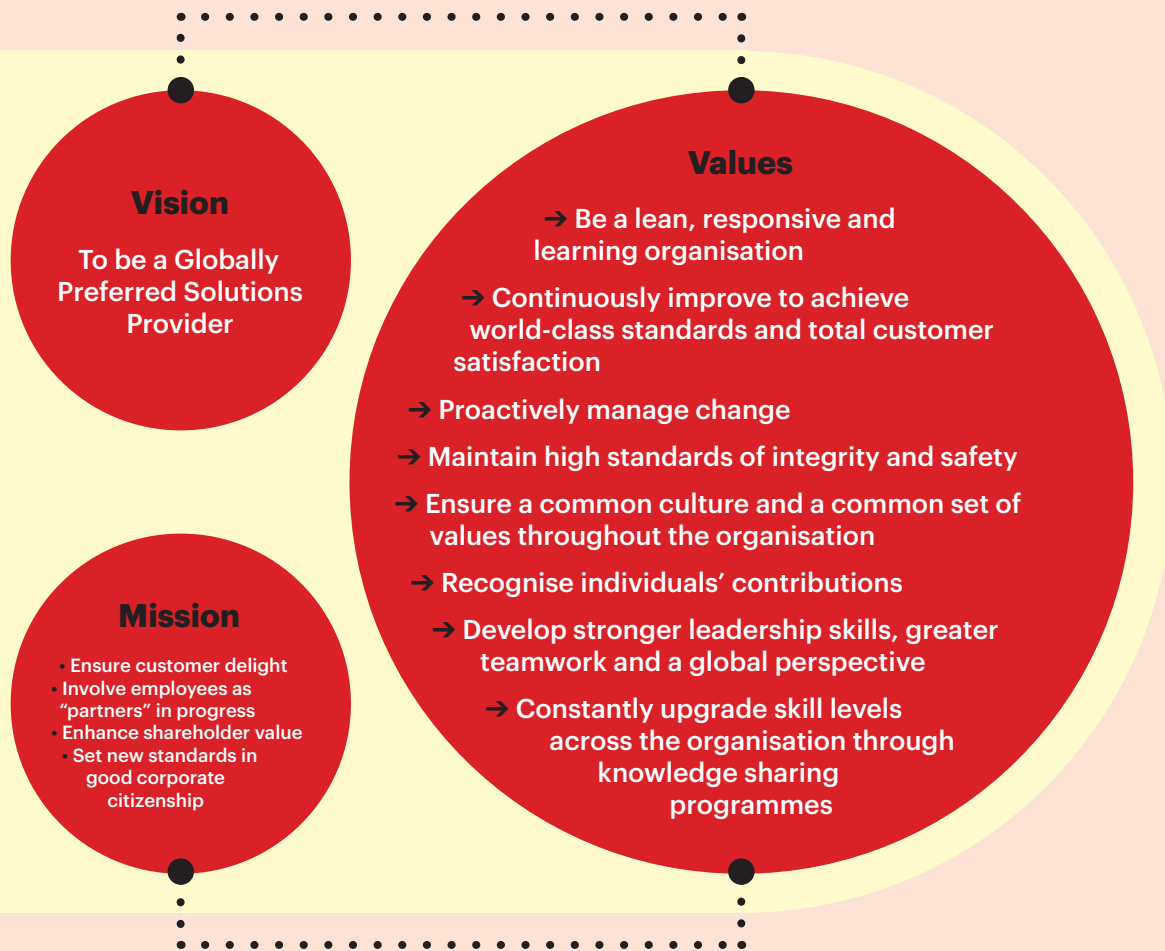 Vision
To be a Globally
Preferred Solutions
Provider
Mission
• Ensure customer delight
• Involve employees as
“partners” in progress
• Enhance shareholder value
• Set new standards in
good corporate
citizenship
Values
➔ Be a lean, responsive and
learning organisation
➔ Continuously improve to achieve
world-class standards and total customer
satisfaction
➔ Proactively manage change
➔ Maintain high standards of integrity and safety
➔ Ensure a common culture and a common set of
values throughout the organisation
➔ Recognise individuals’ contributions
➔ Develop stronger leadership skills, greater
teamwork and a global perspective
➔ Constantly upgrade skill levels
across the organisation through
knowledge sharing
programmes